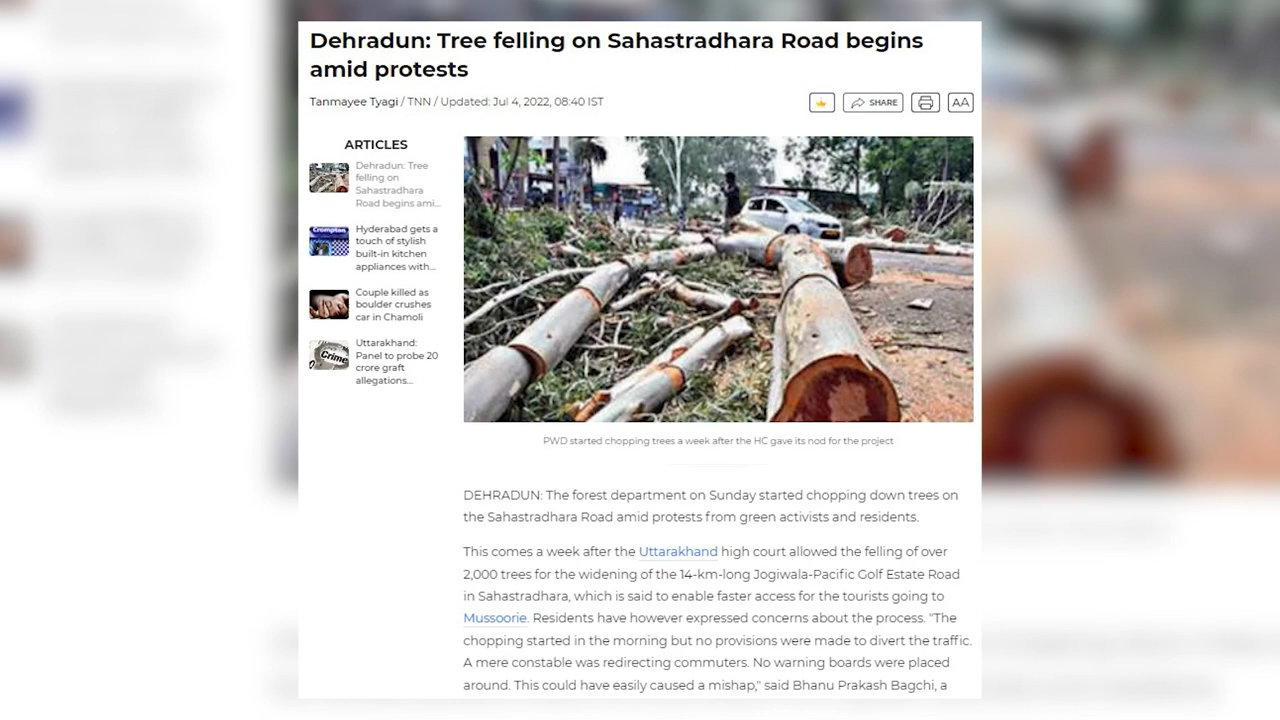 Dehradun: Tree felling on Sahastradhara Road begins
amid protests
Tanmayee Tyagi / TNN / Updated: Jul 4, 2022, 08:40 IST
SHARE
AA
ARTICLES
Dehradun: Tree
felling on
Sahastradhara
Road begins ami...
Crompton
Hyderabad gets a
touch of stylish
built-in kitchen
appliances with...
Couple killed as
boulder crushes
car in Chamoli
Crime
Uttarakhand:
Panel to probe 20
crore graft
allegations...
PWD started chopping trees a week after the HC gave its nod for the project
DEHRADUN: The forest department on Sunday started chopping down trees on
the Sahastradhara Road amid protests from green activists and residents.
This comes a week after the Uttarakhand high court allowed the felling of over
2,000 trees for the widening of the 14-km-long Jogiwala-Pacific Golf Estate Road
in Sahastradhara, which is said to enable faster access for the tourists going to
Mussoorie. Residents have however expressed concerns about the process. "The
chopping started in the morning but no provisions were made to divert the traffic.
A mere constable was redirecting commuters. No warning boards were placed
around. This could have easily caused a mishap," said Bhanu Prakash Bagchi, a